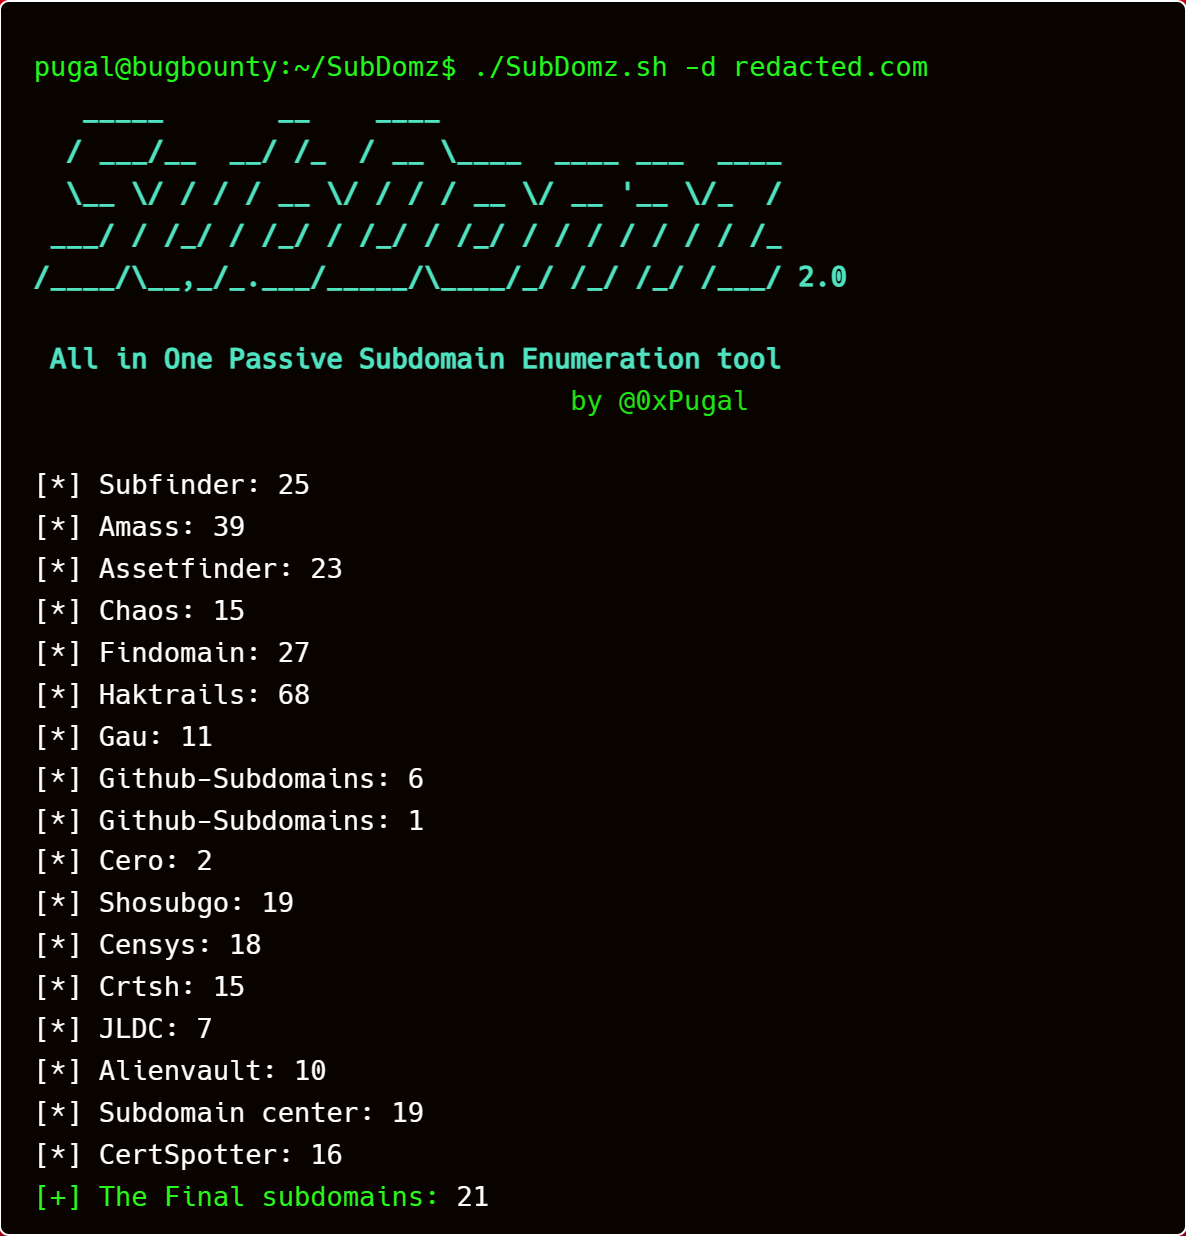 pugal@bugbounty:~/SubDomz$ ./SubDomz.sh -d redacted.com
   _____       __    ____
  / ___/__  __/ /_  / __ \____  ____ ___  ____
  \__ \/ / / / __ \/ / / / __ \/ __ '__ \/_  /
 ___/ / /_/ / /_/ / /_/ / /_/ / / / / / / / /_
/____/\__,_/_.___/_____/\____/_/ /_/ /_/ /___/ 2.0
All in One Passive Subdomain Enumeration tool
by @0xPugal
[*] Subfinder: 25
[*] Amass: 39
[*] Assetfinder: 23
[*] Chaos: 15
[*] Findomain: 27
[*] Haktrails: 68
[*] Gau: 11
[*] Github-Subdomains: 6
[*] Github-Subdomains: 1
[*] Cero: 2
[*] Shosubgo: 19
[*] Censys: 18
[*] Crtsh: 15
[*] JLDC: 7
[*] Alienvault: 10
[*] Subdomain center: 19
[*] CertSpotter: 16
[+] The Final subdomains: 21